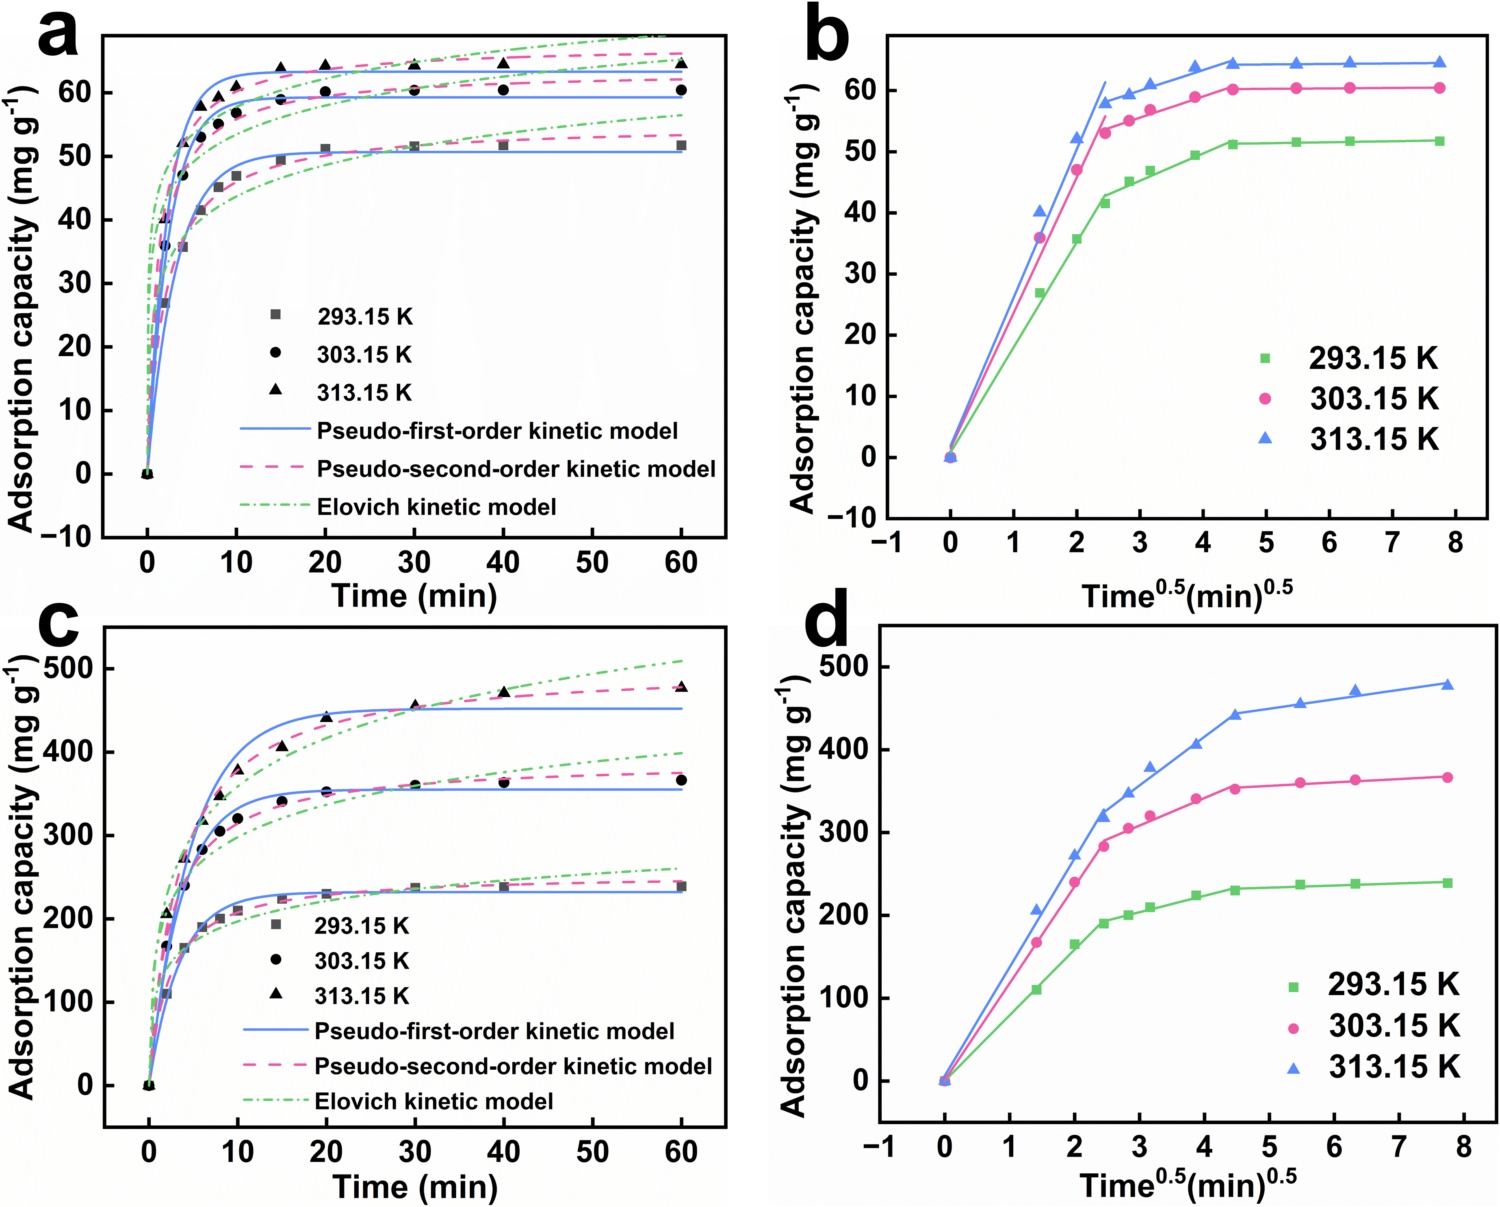 a
Adsorption capacity (mg g-1)
60
50
40
30
20
10
0
−10
293.15 K
303.15 K
313.15 K
Pseudo-first-order kinetic model
Pseudo-second-order kinetic model
Elovich kinetic model
0 10 20 30 40 50 60
Time (min)
b
Adsorption capacity (mg g-1)
60
50
40
30
20
10
0
−10
293.15 K
303.15 K
313.15 K
−1 0 1 2 3 4 5 6 7 8
Time0.5(min)0.5
c
Adsorption capacity (mg g-1)
500
400
300
200
100
0
293.15 K
303.15 K
313.15 K
Pseudo-first-order kinetic model
Pseudo-second-order kinetic model
Elovich kinetic model
0 10 20 30 40 50 60
Time (min)
d
Adsorption capacity (mg g-1)
500
400
300
200
100
0
293.15 K
303.15 K
313.15 K
−1 0 1 2 3 4 5 6 7 8
Time0.5(min)0.5